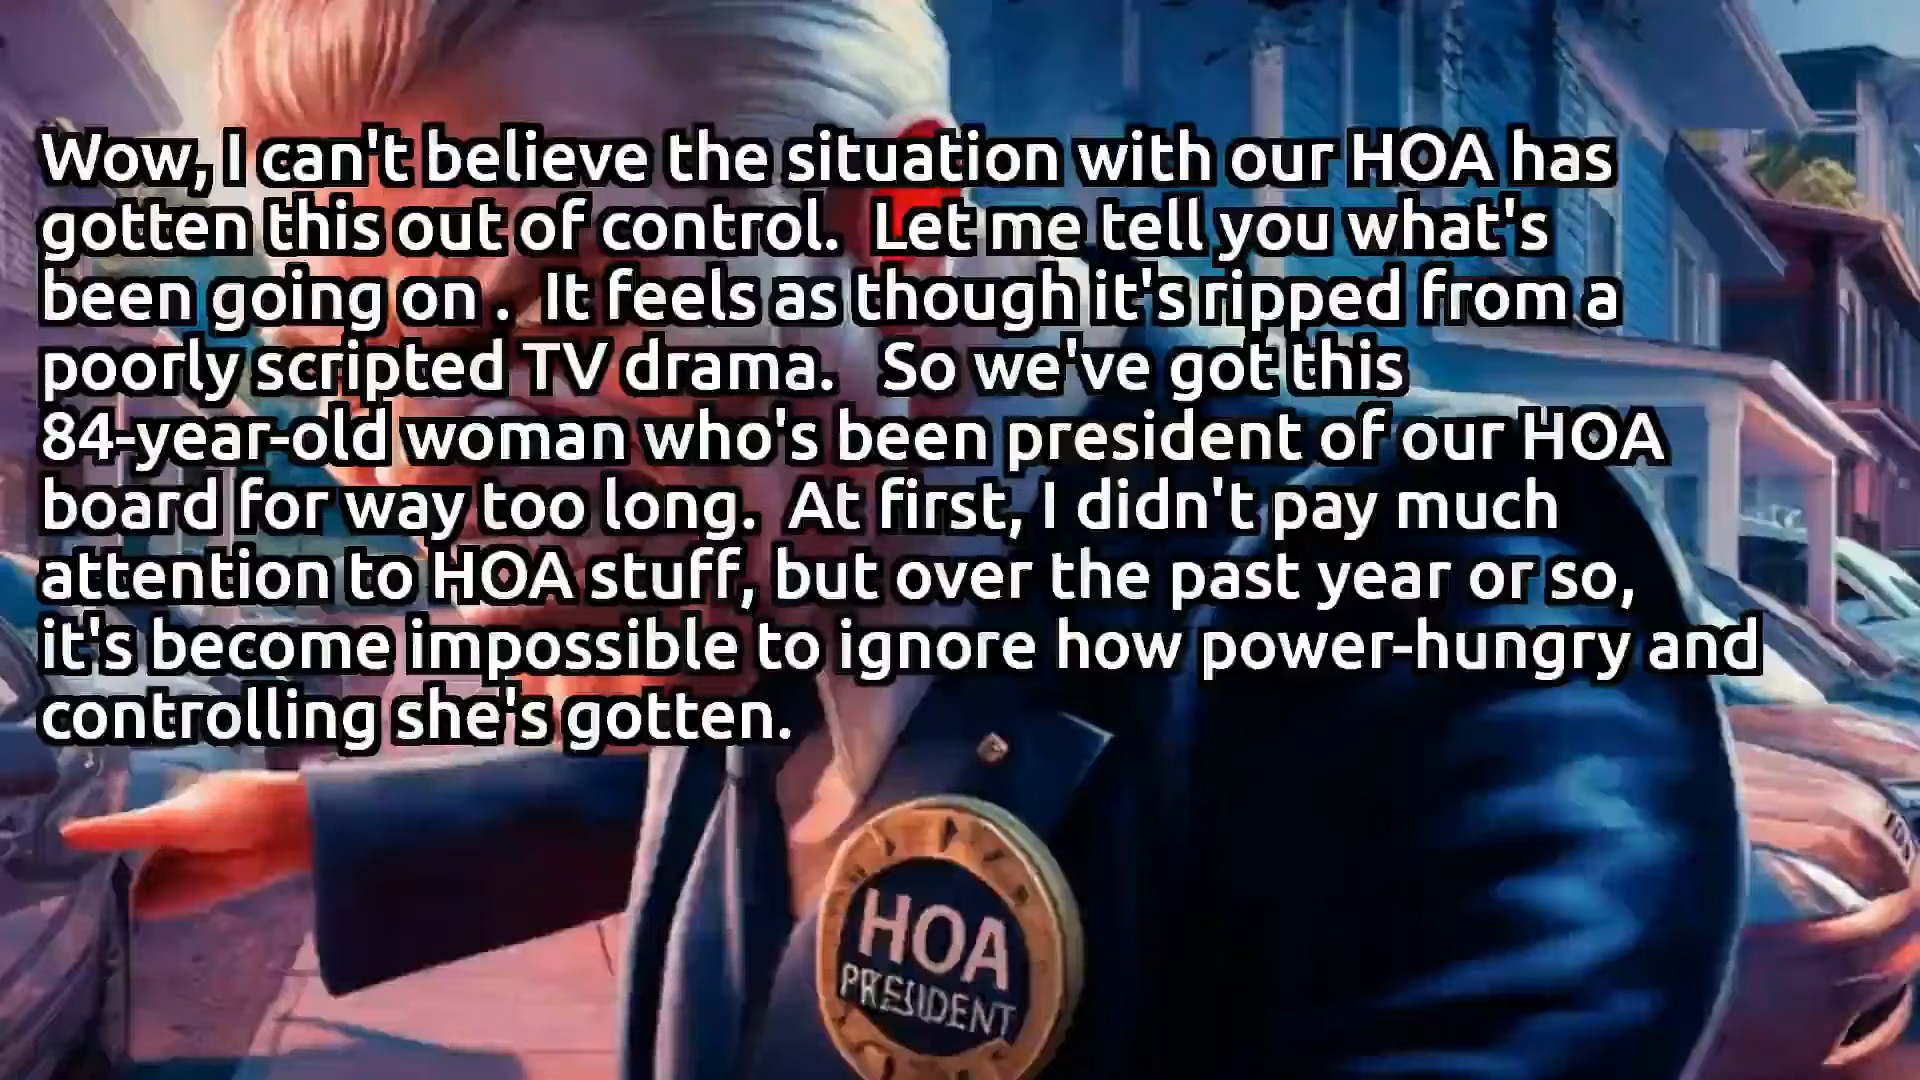 Wow, I can't believe the situation with our HOA has
gotten this out of control.  Let me tell you what's
been going on .  It feels as though it's ripped from a
poorly scripted TV drama.   So we've got this
84-year-old woman who's been president of our HOA
board for way too long.  At first, I didn't pay much
attention to HOA stuff, but over the past year or so,
it's become impossible to ignore how power-hungry and
controlling she's gotten.
HOA
PRESIDENT